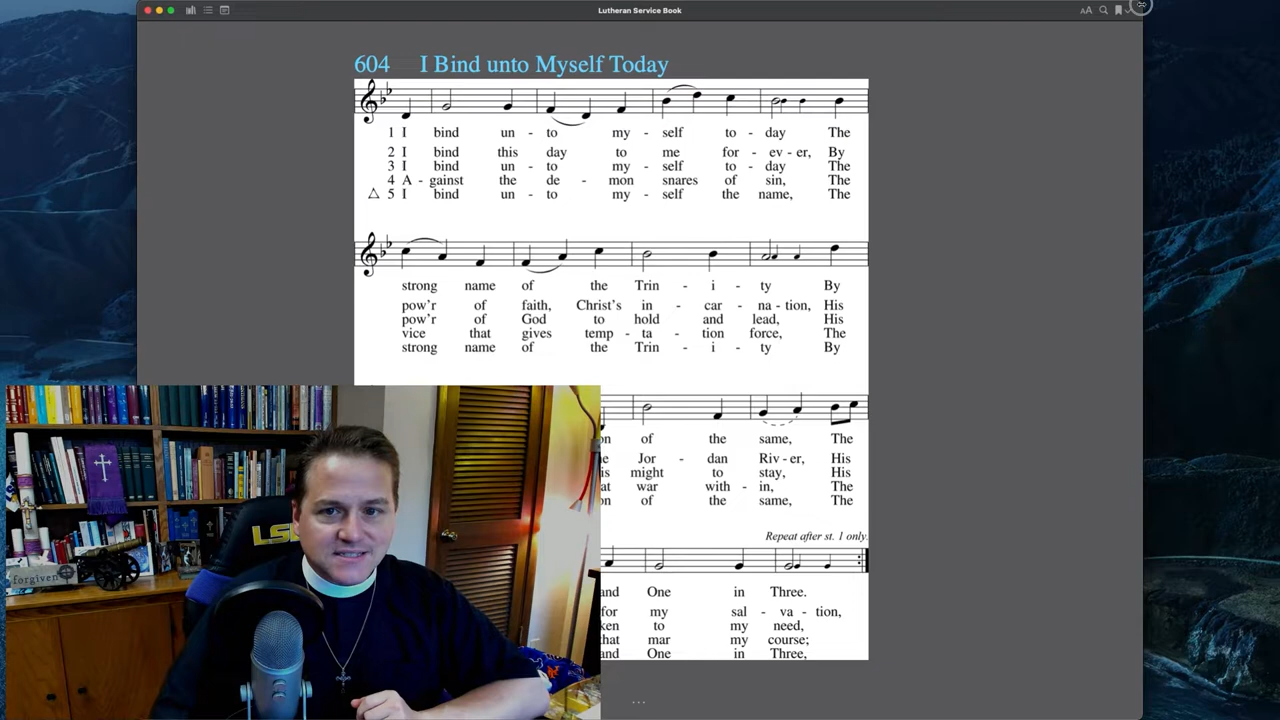 Lutheran Service Book
AA
604 I Bind unto Myself Today
1 I bind un - to my - self to - day The
2 I bind this day to me for - ev - er, By
3 I bind un - to my - self to - day The
4 A - gainst the de - mon snares of sin, The
△ 5 I bind un - to my - self the name, The
strong name of the Trin - i - ty By
pow'r of faith, Christ's in - car - na - tion, His
pow'r of God to hold and lead, His
vice that gives temp - ta - tion force, The
strong name of the Trin - i - ty By
of the same, The
Jor - dan Riv - er, His
might to stay, His
war with - in, The
of the same, The
Repeat after st. 1 only.
and One in Three.
for my sal - va - tion,
to my need,
that mar my course;
and One in Three,
forgiven